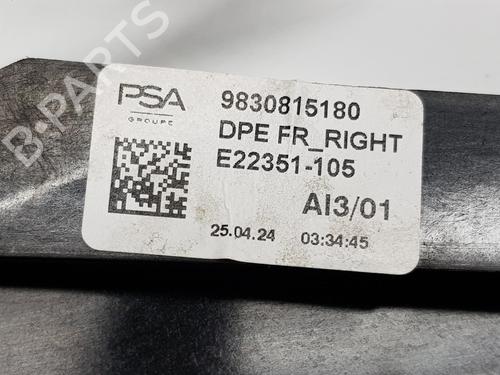 PSA
GROUPE
9830815180
DPE FR_RIGHT
E22351-105
AI3/01
25.04.24 03:34:45
B-PARTS